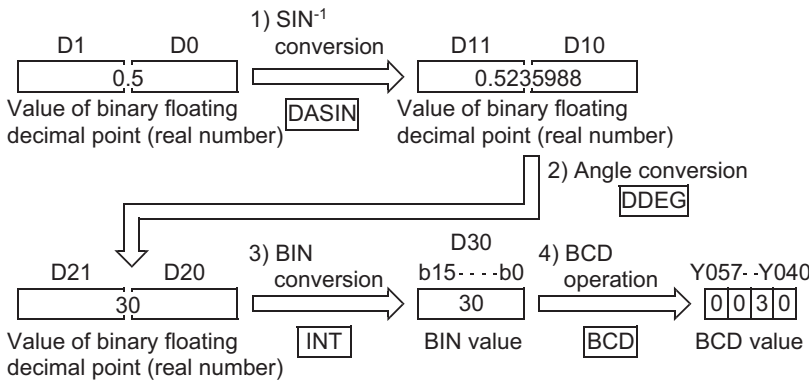 1) SIN-1
conversion
D1 D0
D11 D10
0.5
0.5235988
DASIN
Value of binary floating
decimal point (real number)
Value of binary floating
decimal point (real number)
2) Angle conversion
DDEG
D21 D20
3) BIN
conversion
D30
b15----b0
4) BCD
operation
Y057--Y040
30
30
0 0 3 0
INT
BCD
Value of binary floating
decimal point (real number)
BIN value
BCD value